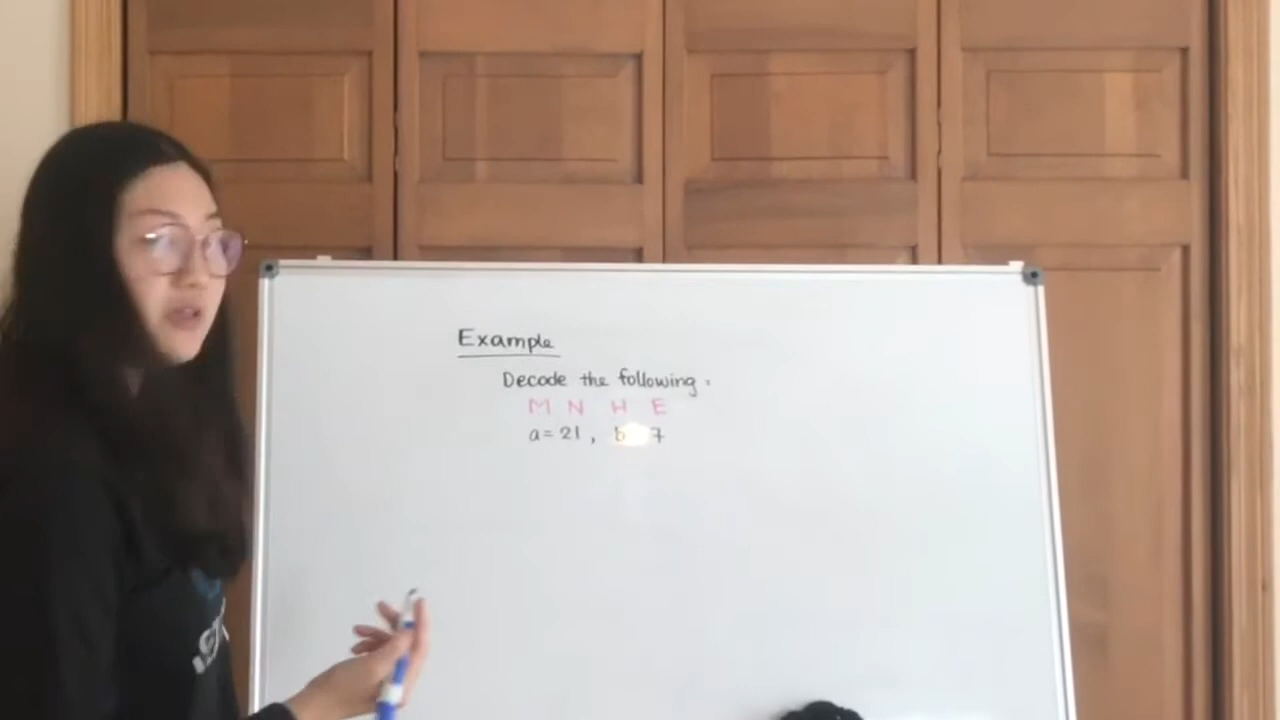 Example
Decode the following :
M N H E
a = 21 , b 7